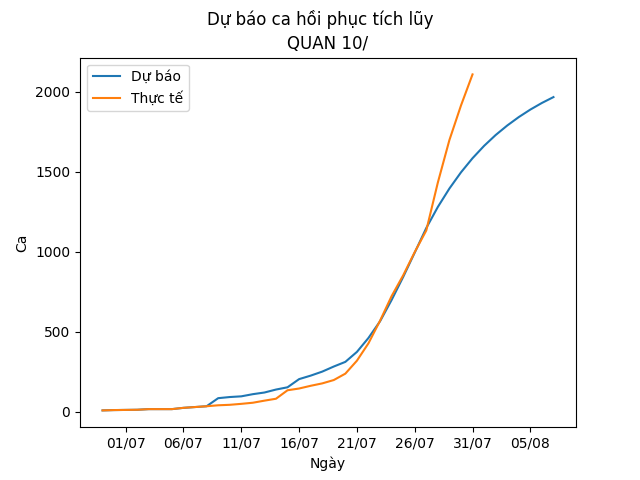 Dự báo ca hồi phục tích lũy
QUAN 10/
Dự báo
Thực tế
2000
1500
1000
500
0
Ca
01/07
06/07
11/07
16/07
21/07
26/07
31/07
05/08
Ngày